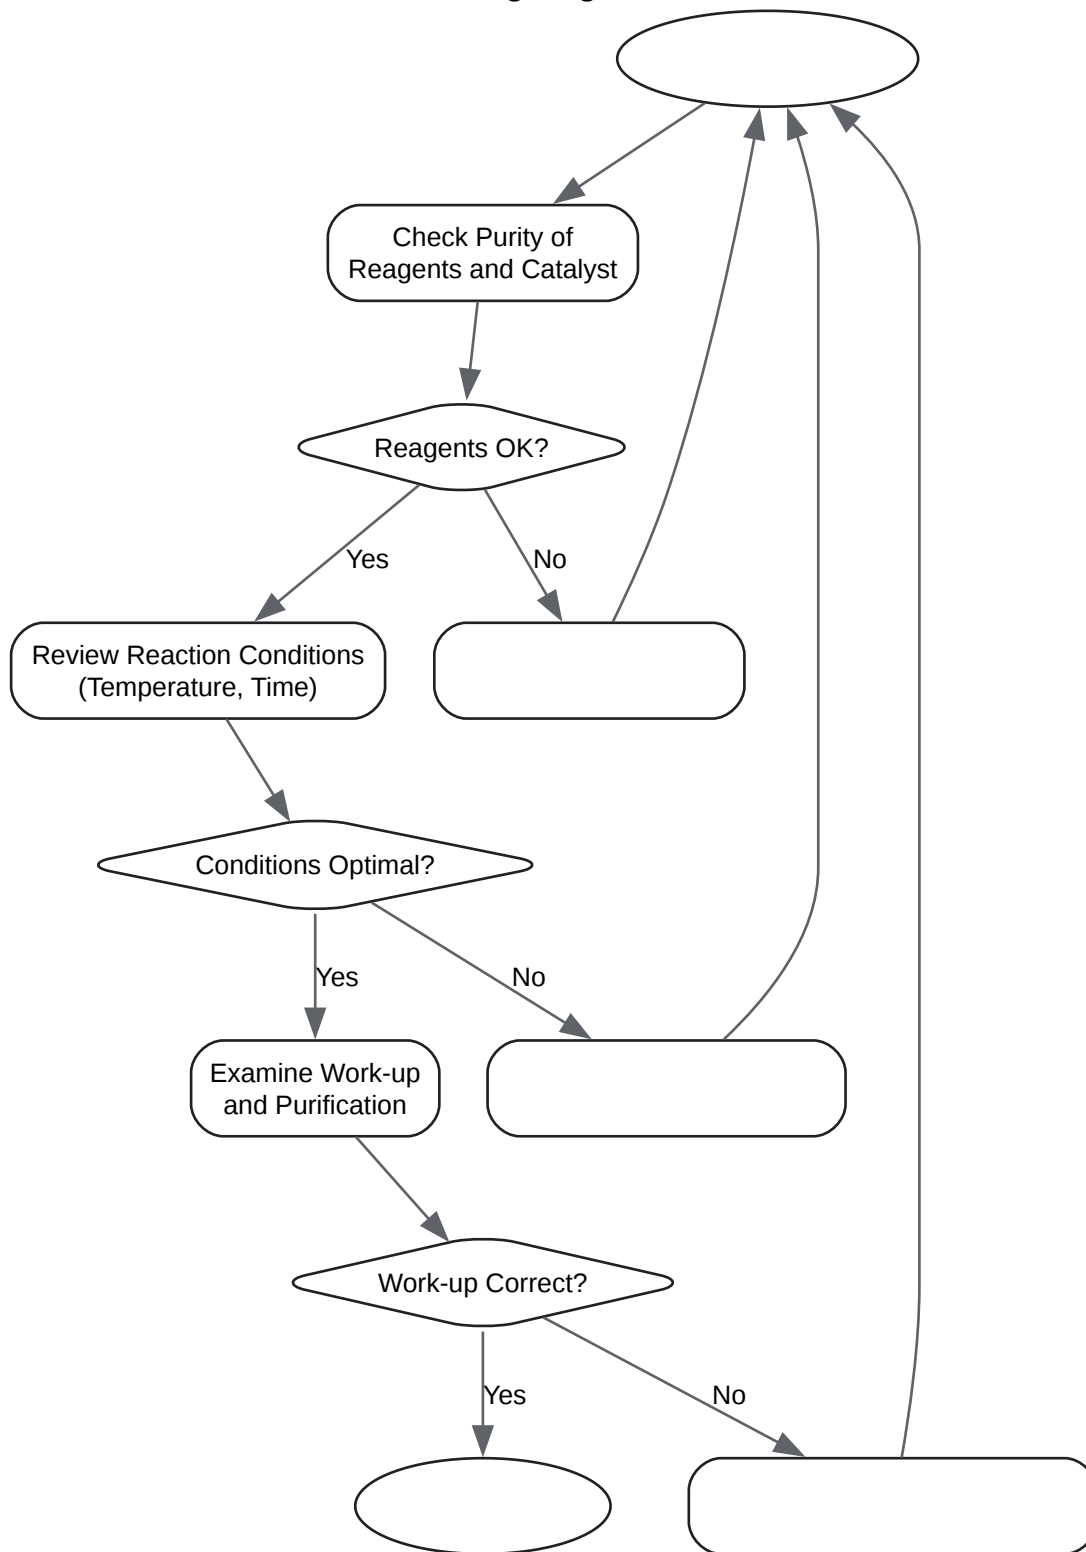 Check Purity of
Reagents and Catalyst
Reagents OK?
Yes
No
Review Reaction Conditions
(Temperature, Time)
Conditions Optimal?
Yes
No
Examine Work-up
and Purification
Work-up Correct?
Yes
No